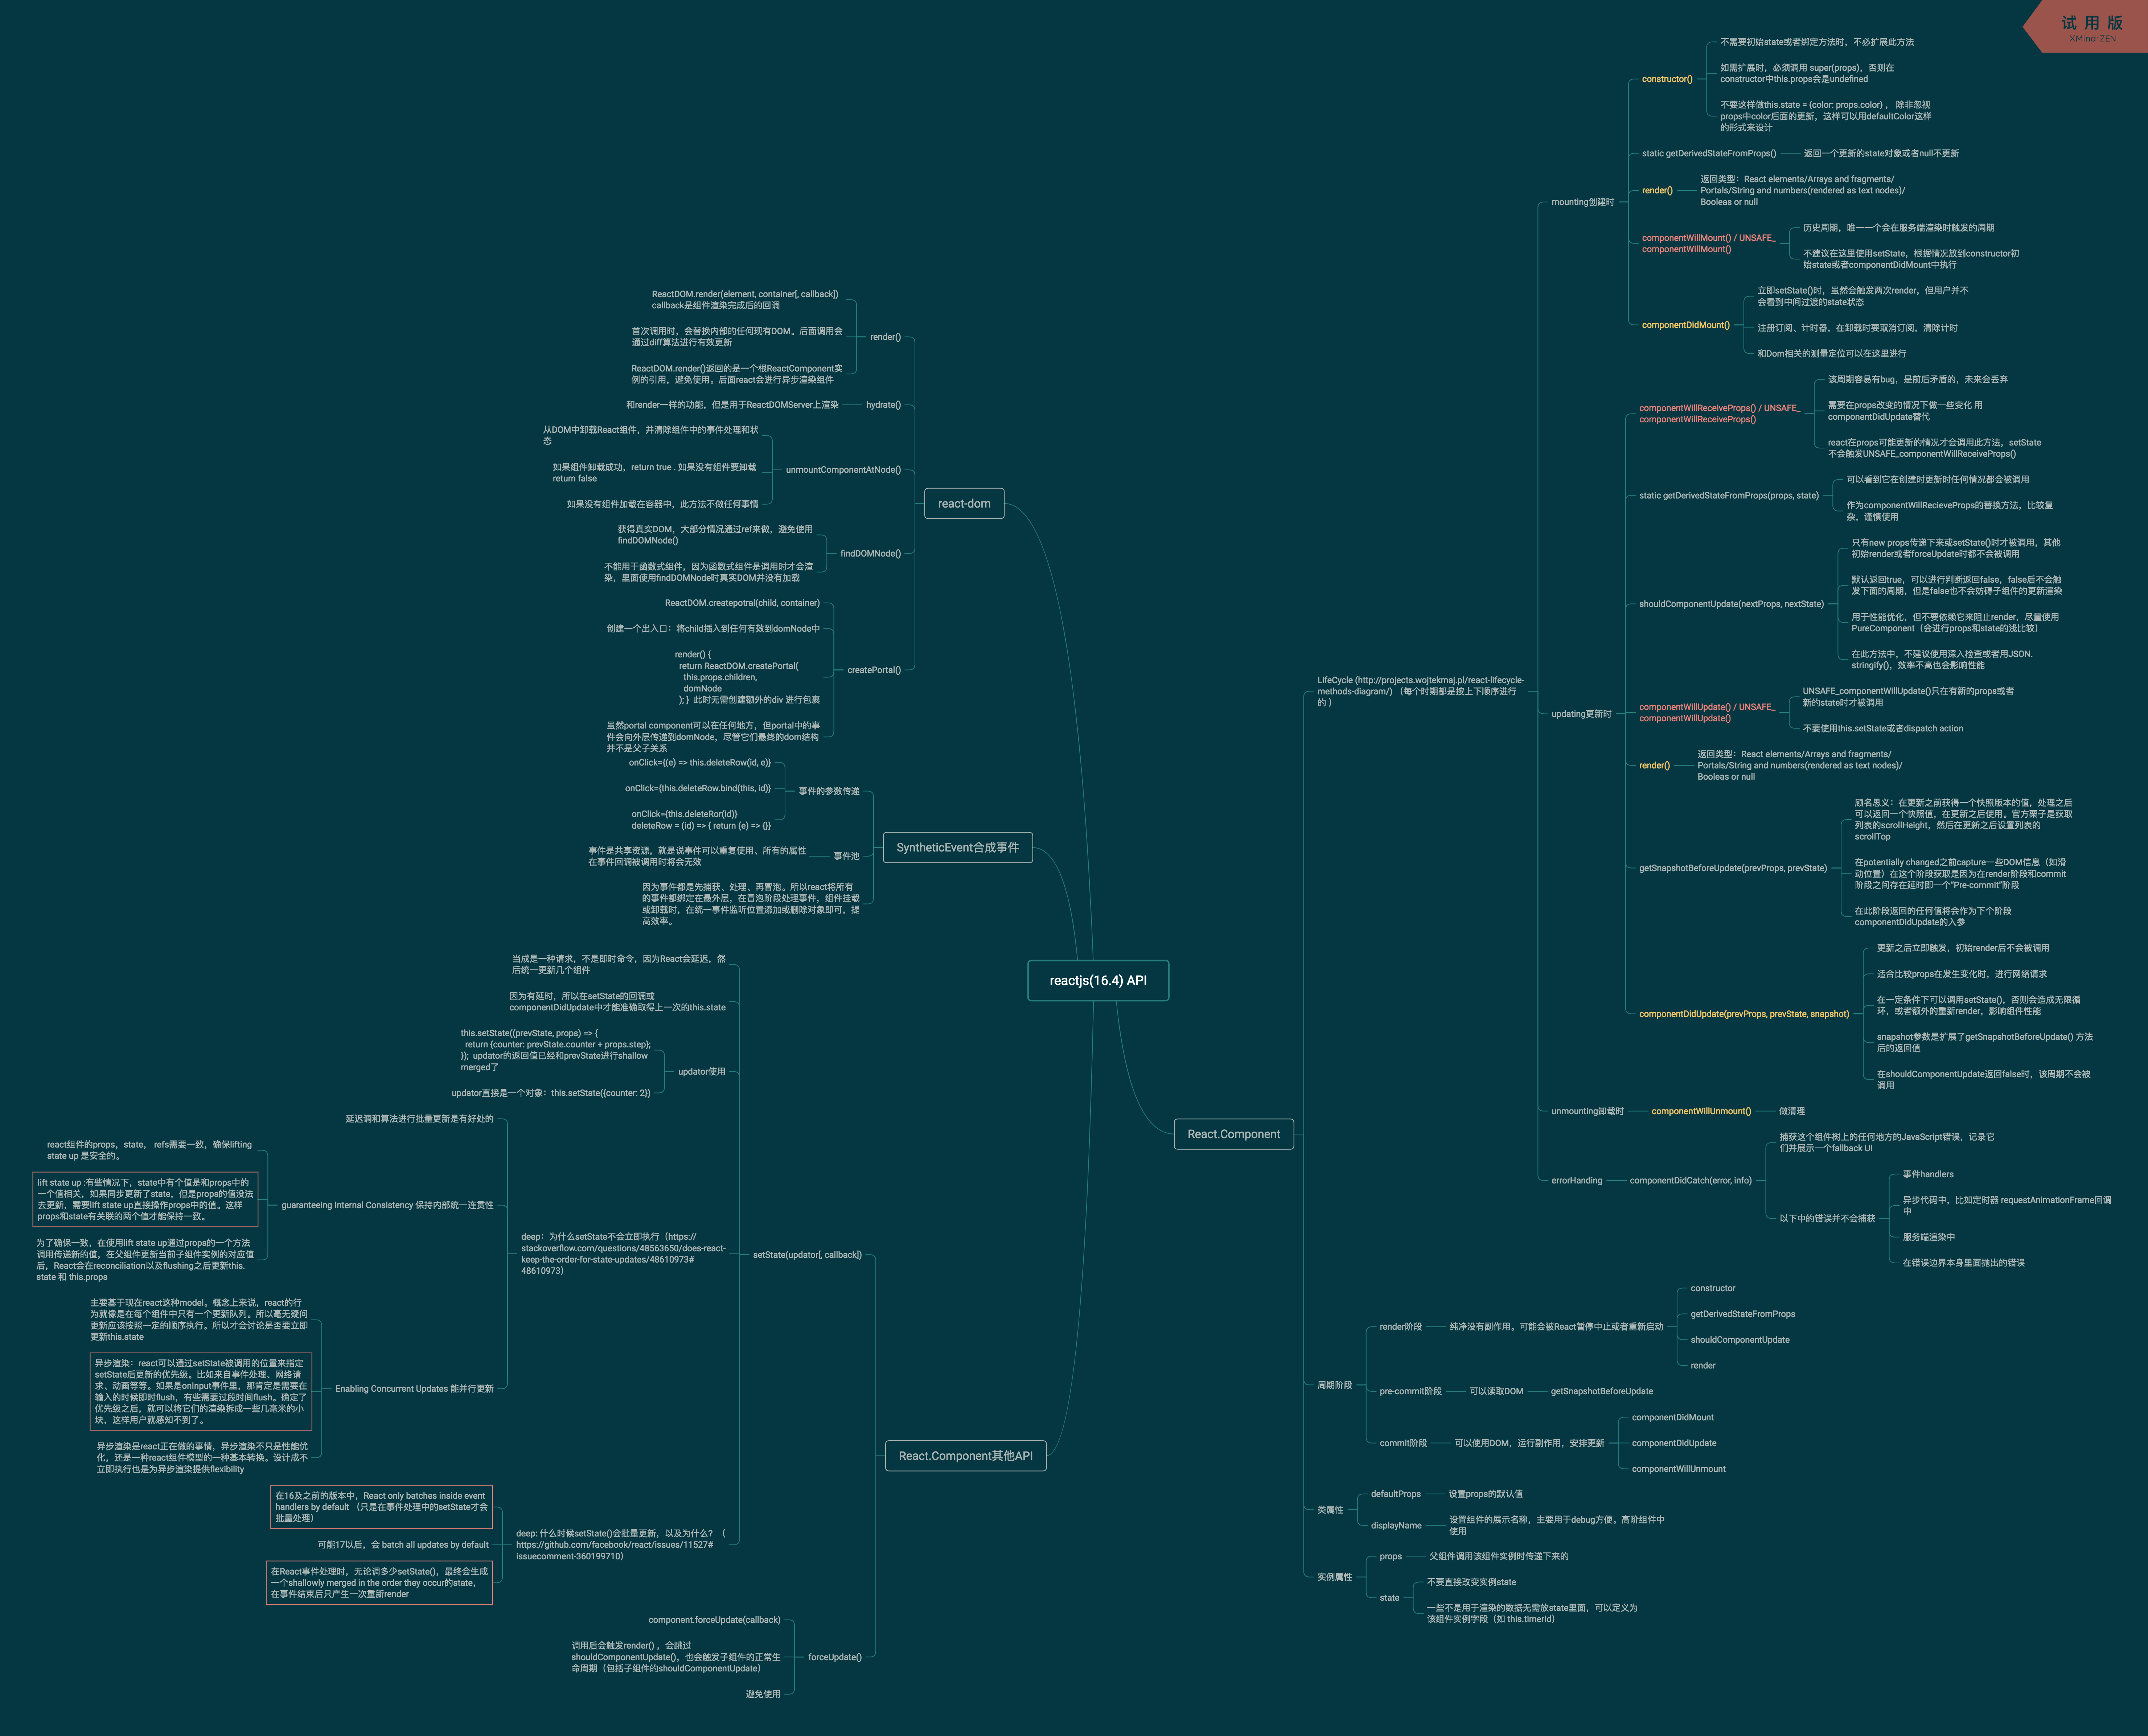 试 用 版
XMind:ZEN
reactjs(16.4) API
react-dom
render()
ReactDOM.render(element, container[, callback])
callback是组件渲染完成后的回调
首次调用时，会替换内部的任何现有DOM。后面调用会
通过diff算法进行有效更新
ReactDOM.render()返回的是一个根ReactComponent实
例的引用，避免使用。后面react会进行异步渲染组件
hydrate()
和render一样的功能，但是用于ReactDOMServer上渲染
unmountComponentAtNode()
从DOM中卸载React组件，并清除组件中的事件处理和状
态
如果组件卸载成功，return true . 如果没有组件要卸载
return false
如果没有组件加载在容器中，此方法不做任何事情
findDOMNode()
获得真实DOM，大部分情况通过ref来做，避免使用
findDOMNode()
不能用于函数式组件，因为函数式组件是调用时才会渲
染，里面使用findDOMNode时真实DOM并没有加载
createPortal()
ReactDOM.createpotral(child, container)
创建一个出入口：将child插入到任何有效到domNode中
render() {
return ReactDOM.createPortal(
this.props.children,
domNode
); }  此时无需创建额外的div 进行包裹
虽然portal component可以在任何地方，但portal中的事
件会向外层传递到domNode，尽管它们最终的dom结构
并不是父子关系
SyntheticEvent合成事件
事件的参数传递
onClick={(e) => this.deleteRow(id, e)}
onClick={this.deleteRow.bind(this, id)}
onClick={this.deleteRor(id)}
deleteRow = (id) => { return (e) => {}}
事件池
事件是共享资源，就是说事件可以重复使用、所有的属性
在事件回调被调用时将会无效
因为事件都是先捕获、处理、再冒泡。所以react将所有
的事件都绑定在最外层，在冒泡阶段处理事件，组件挂载
或卸载时，在统一事件监听位置添加或删除对象即可，提
高效率。
React.Component其他API
setState(updator[, callback])
当成是一种请求，不是即时命令，因为React会延迟，然
后统一更新几个组件
因为有延时，所以在setState的回调或
componentDidUpdate中才能准确取得上一次的this.state
updator使用
this.setState((prevState, props) => {
return {counter: prevState.counter + props.step};
});  updator的返回值已经和prevState进行shallow
merged了
updator直接是一个对象：this.setState({counter: 2})
deep：为什么setState不会立即执行（https://
stackoverflow.com/questions/48563650/does-react-
keep-the-order-for-state-updates/48610973#
48610973）
延迟调和算法进行批量更新是有好处的
guaranteeing Internal Consistency 保持内部统一连贯性
react组件的props，state， refs需要一致，确保lifting
state up 是安全的。
lift state up :有些情况下，state中有个值是和props中的
一个值相关，如果同步更新了state，但是props的值没法
去更新，需要lift state up直接操作props中的值。这样
props和state有关联的两个值才能保持一致。
为了确保一致，在使用lift state up通过props的一个方法
调用传递新的值，在父组件更新当前子组件实例的对应值
后，React会在reconciliation以及flushing之后更新this.
state 和 this.props
Enabling Concurrent Updates 能并行更新
主要基于现在react这种model。概念上来说，react的行
为就像是在每个组件中只有一个更新队列。所以毫无疑问
更新应该按照一定的顺序执行。所以才会讨论是否要立即
更新this.state
异步渲染：react可以通过setState被调用的位置来指定
setState后更新的优先级。比如来自事件处理、网络请
求、动画等等。如果是onInput事件里，那肯定是需要在
输入的时候即时flush，有些需要过段时间flush。确定了
优先级之后，就可以将它们的渲染拆成一些几毫米的小
块，这样用户就感知不到了。
异步渲染是react正在做的事情，异步渲染不只是性能优
化，还是一种react组件模型的一种基本转换。设计成不
立即执行也是为异步渲染提供flexibility
deep: 什么时候setState()会批量更新，以及为什么？（
https://github.com/facebook/react/issues/11527#
issuecomment-360199710）
在16及之前的版本中，React only batches inside event
handlers by default （只是在事件处理中的setState才会
批量处理）
可能17以后，会 batch all updates by default
在React事件处理时，无论调多少setState()，最终会生成
一个shallowly merged in the order they occur的state，
在事件结束后只产生一次重新render
forceUpdate()
component.forceUpdate(callback)
调用后会触发render() ，会跳过
shouldComponentUpdate()，也会触发子组件的正常生
命周期（包括子组件的shouldComponentUpdate）
避免使用
React.Component
LifeCycle (http://projects.wojtekmaj.pl/react-lifecycle-
methods-diagram/) （每个时期都是按上下顺序进行
的 ）
mounting创建时
constructor()
不需要初始state或者绑定方法时，不必扩展此方法
如需扩展时，必须调用 super(props)，否则在
constructor中this.props会是undefined
不要这样做this.state = {color: props.color} ， 除非忽视
props中color后面的更新，这样可以用defaultColor这样
的形式来设计
static getDerivedStateFromProps()
返回一个更新的state对象或者null不更新
render()
返回类型：React elements/Arrays and fragments/
Portals/String and numbers(rendered as text nodes)/
Booleas or null
componentWillMount() / UNSAFE_
componentWillMount()
历史周期，唯一一个会在服务端渲染时触发的周期
不建议在这里使用setState，根据情况放到constructor初
始state或者componentDidMount中执行
componentDidMount()
立即setState()时，虽然会触发两次render，但用户并不
会看到中间过渡的state状态
注册订阅、计时器，在卸载时要取消订阅，清除计时
和Dom相关的测量定位可以在这里进行
updating更新时
componentWillReceiveProps() / UNSAFE_
componentWillReceiveProps()
该周期容易有bug，是前后矛盾的，未来会丢弃
需要在props改变的情况下做一些变化 用
componentDidUpdate替代
react在props可能更新的情况才会调用此方法，setState
不会触发UNSAFE_componentWillReceiveProps()
static getDerivedStateFromProps(props, state)
可以看到它在创建时更新时任何情况都会被调用
作为componentWillRecieveProps的替换方法，比较复
杂，谨慎使用
shouldComponentUpdate(nextProps, nextState)
只有new props传递下来或setState()时才被调用，其他
初始render或者forceUpdate时都不会被调用
默认返回true，可以进行判断返回false，false后不会触
发下面的周期，但是false也不会妨碍子组件的更新渲染
用于性能优化，但不要依赖它来阻止render，尽量使用
PureComponent（会进行props和state的浅比较）
在此方法中，不建议使用深入检查或者用JSON.
stringify()，效率不高也会影响性能
componentWillUpdate() / UNSAFE_
componentWillUpdate()
UNSAFE_componentWillUpdate()只在有新的props或者
新的state时才被调用
不要使用this.setState或者dispatch action
render()
返回类型：React elements/Arrays and fragments/
Portals/String and numbers(rendered as text nodes)/
Booleas or null
getSnapshotBeforeUpdate(prevProps, prevState)
顾名思义：在更新之前获得一个快照版本的值，处理之后
可以返回一个快照值，在更新之后使用。官方栗子是获取
列表的scrollHeight，然后在更新之后设置列表的
scrollTop
在potentially changed之前capture一些DOM信息（如滑
动位置）在这个阶段获取是因为在render阶段和commit
阶段之间存在延时即一个"Pre-commit"阶段
在此阶段返回的任何值将会作为下个阶段
componentDidUpdate的入参
componentDidUpdate(prevProps, prevState, snapshot)
更新之后立即触发，初始render后不会被调用
适合比较props在发生变化时，进行网络请求
在一定条件下可以调用setState()，否则会造成无限循
环，或者额外的重新render，影响组件性能
snapshot参数是扩展了getSnapshotBeforeUpdate() 方法
后的返回值
在shouldComponentUpdate返回false时，该周期不会被
调用
unmounting卸载时
componentWillUnmount()
做清理
errorHanding
componentDidCatch(error, info)
捕获这个组件树上的任何地方的JavaScript错误，记录它
们并展示一个fallback UI
以下中的错误并不会捕获
事件handlers
异步代码中，比如定时器 requestAnimationFrame回调
中
服务端渲染中
在错误边界本身里面抛出的错误
周期阶段
render阶段
纯净没有副作用。可能会被React暂停中止或者重新启动
constructor
getDerivedStateFromProps
shouldComponentUpdate
render
pre-commit阶段
可以读取DOM
getSnapshotBeforeUpdate
commit阶段
可以使用DOM，运行副作用，安排更新
componentDidMount
componentDidUpdate
componentWillUnmount
类属性
defaultProps
设置props的默认值
displayName
设置组件的展示名称，主要用于debug方便。高阶组件中
使用
实例属性
props
父组件调用该组件实例时传递下来的
state
不要直接改变实例state
一些不是用于渲染的数据无需放state里面，可以定义为
该组件实例字段（如 this.timerId）